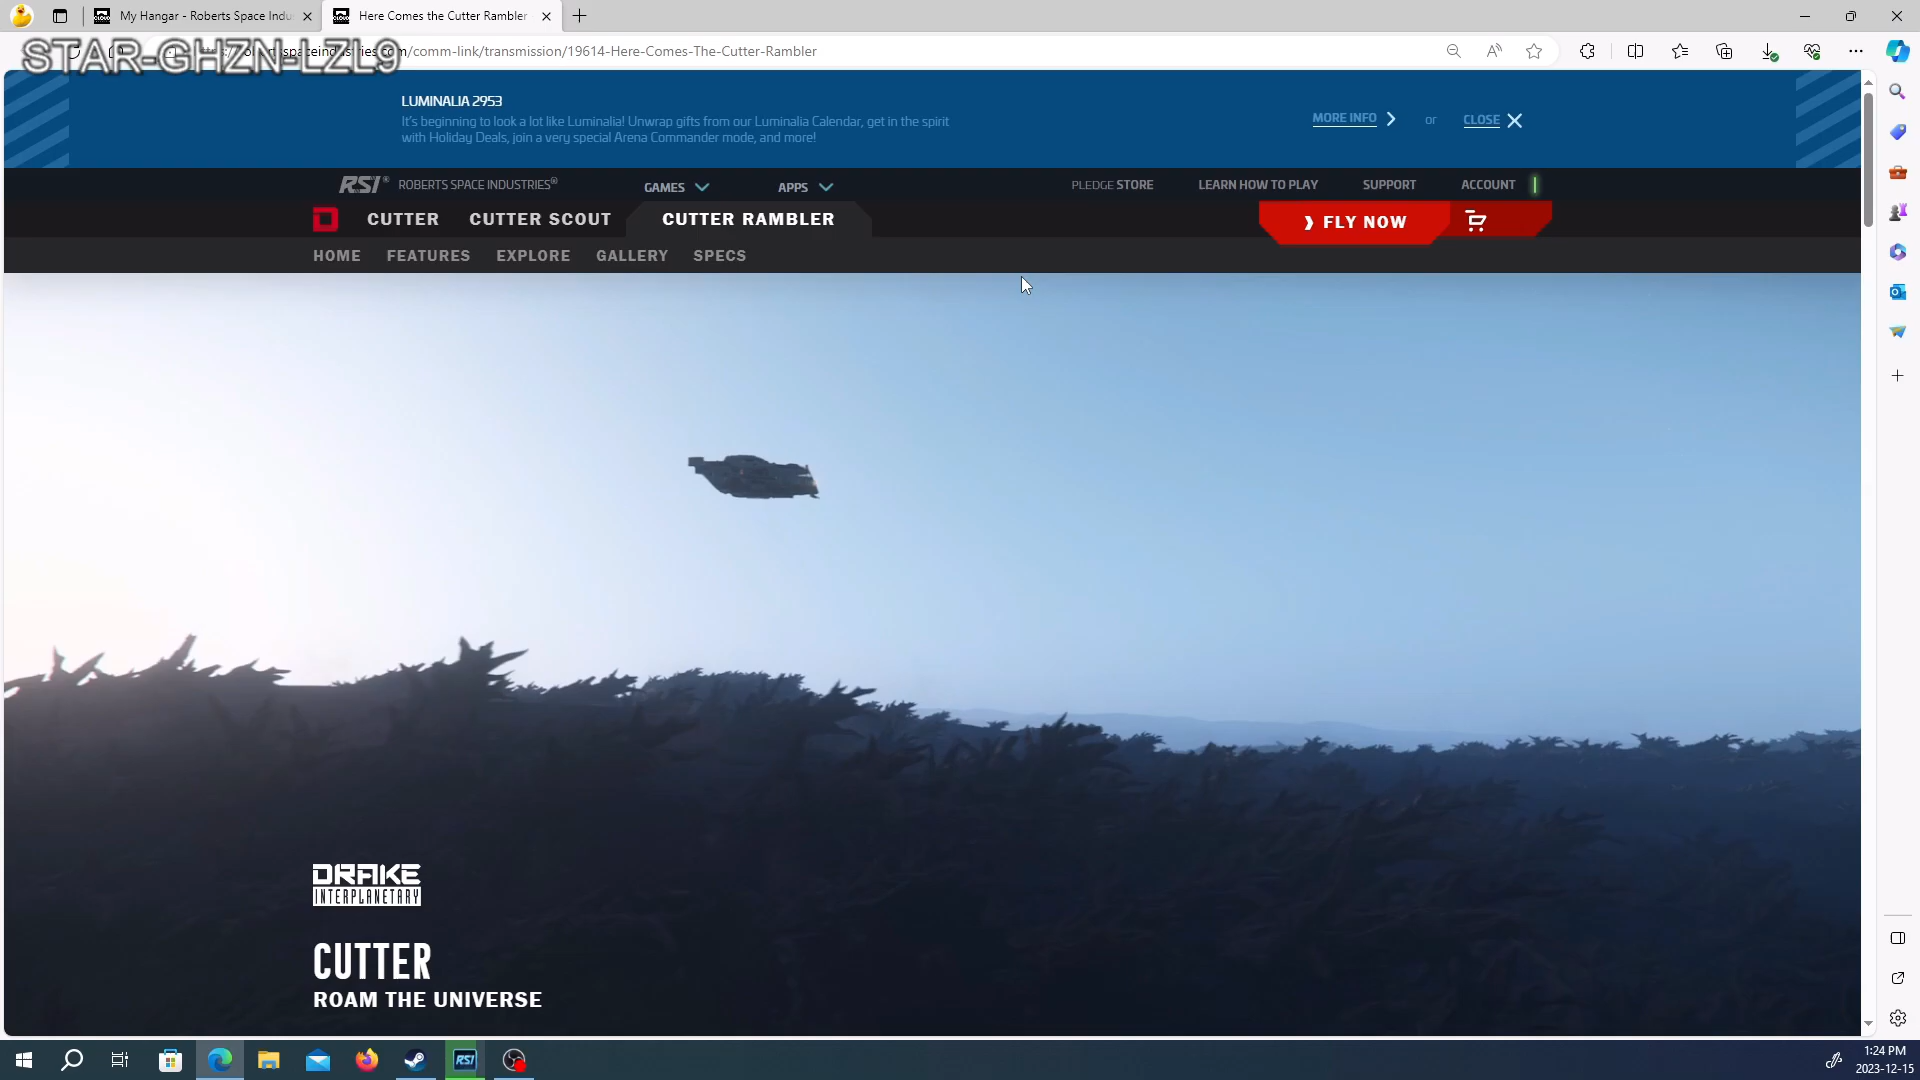 My Hangar - Roberts Space Indu
Here Comes the Cutter Rambler
STAR-GHZN-LZL9
/comm-link/transmission/19614-Here-Comes-The-Cutter-Rambler
LUMINALIA 2953
It's beginning to look a lot like Luminalia! Unwrap gifts from our Luminalia Calendar, get in the spirit
with Holiday Deals, join a very special Arena Commander mode, and more!
MORE INFO or CLOSE
RSI® ROBERTS SPACE INDUSTRIES® GAMES APPS PLEDGE STORE LEARN HOW TO PLAY SUPPORT ACCOUNT
CUTTER CUTTER SCOUT CUTTER RAMBLER FLY NOW
HOME FEATURES EXPLORE GALLERY SPECS
DRAKE
INTERPLANETARY
CUTTER
ROAM THE UNIVERSE
RSI
1:24 PM
2023-12-15